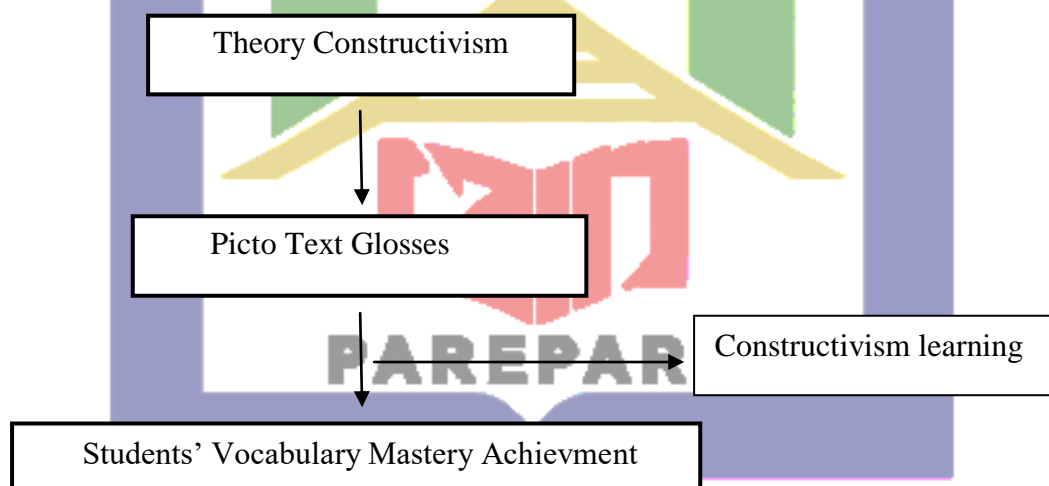 Theory Constructivism
Picto Text Glosses
PAREPAR
Constructivism learning
Students’ Vocabulary Mastery Achievment